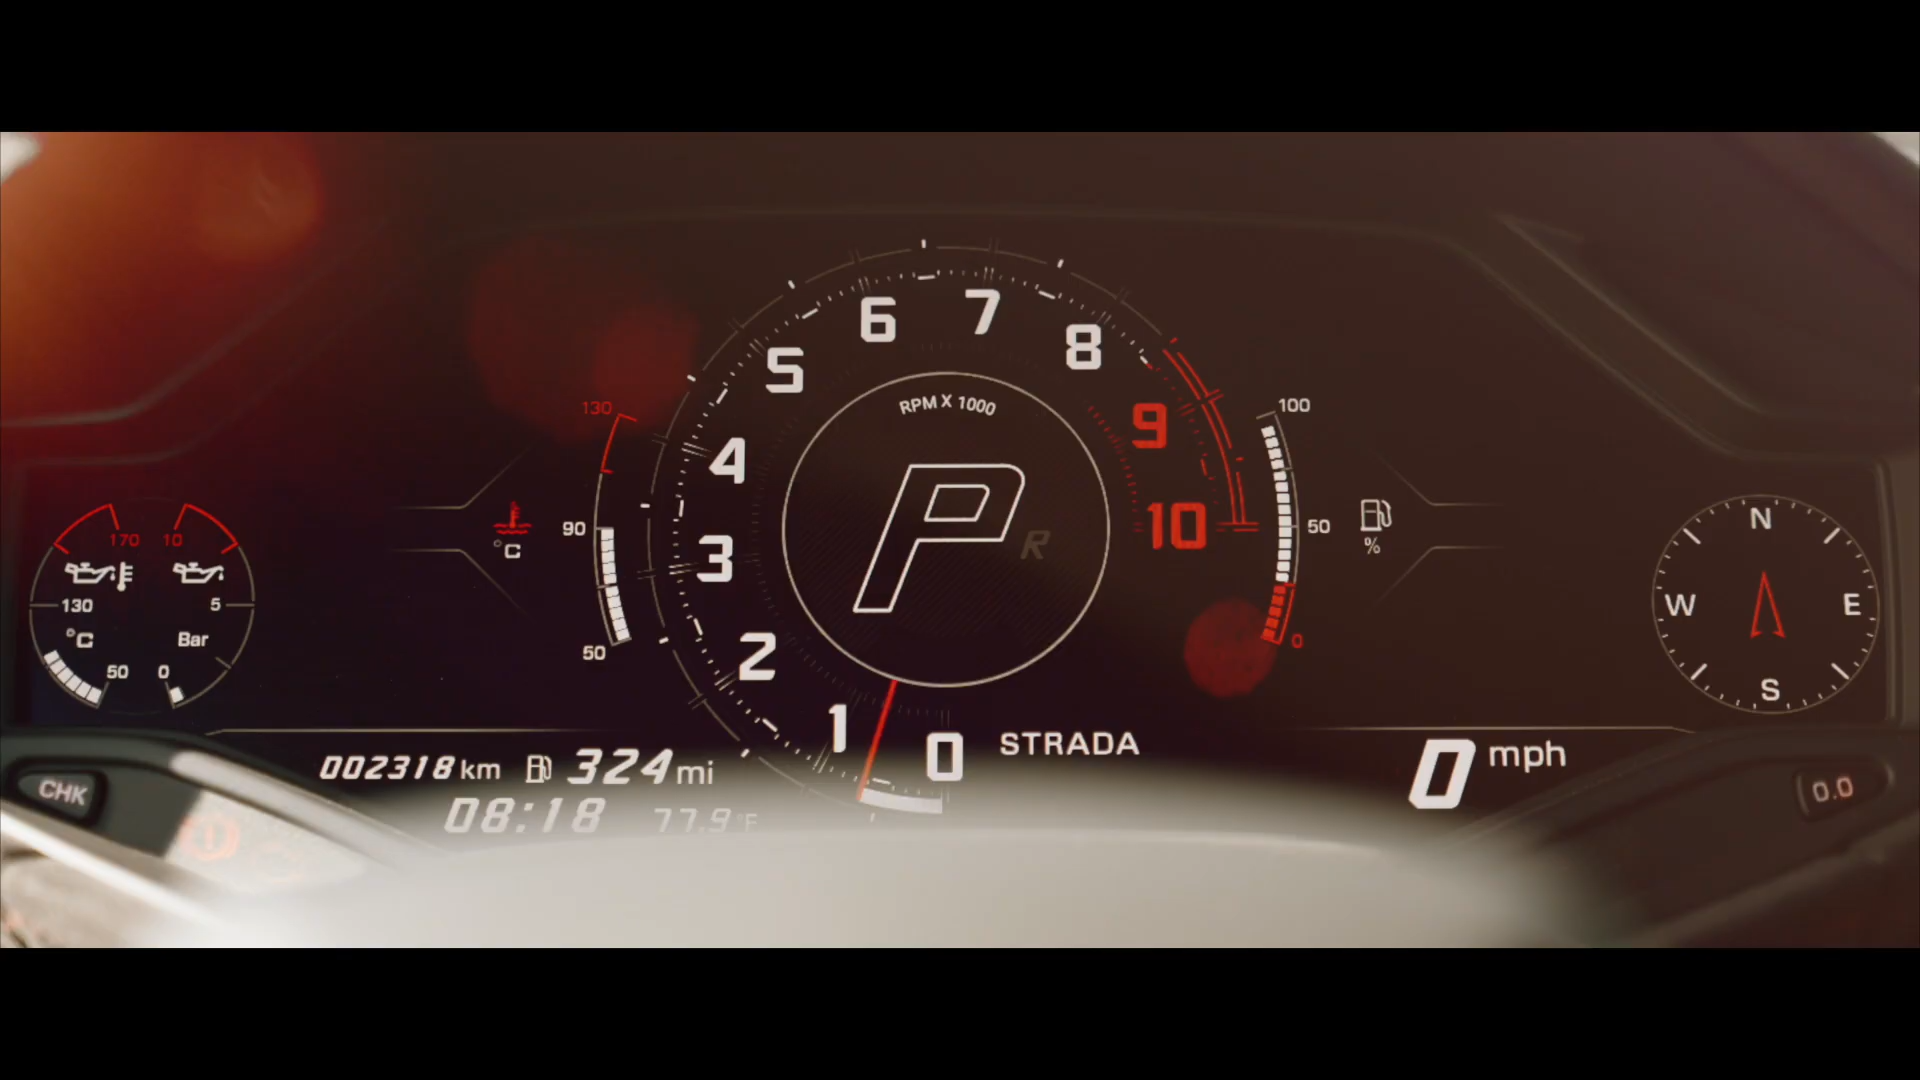 6 7
5 8
RPM X 1000
130 100
9
4
P R
170 10
90 50
10
°C %
3
130 5
°C Bar
50 0
50 0
2
1 0
STRADA
N
W E
S
002318 km 324 mi
08:18 77.9°F
0 mph
CHK
0.0